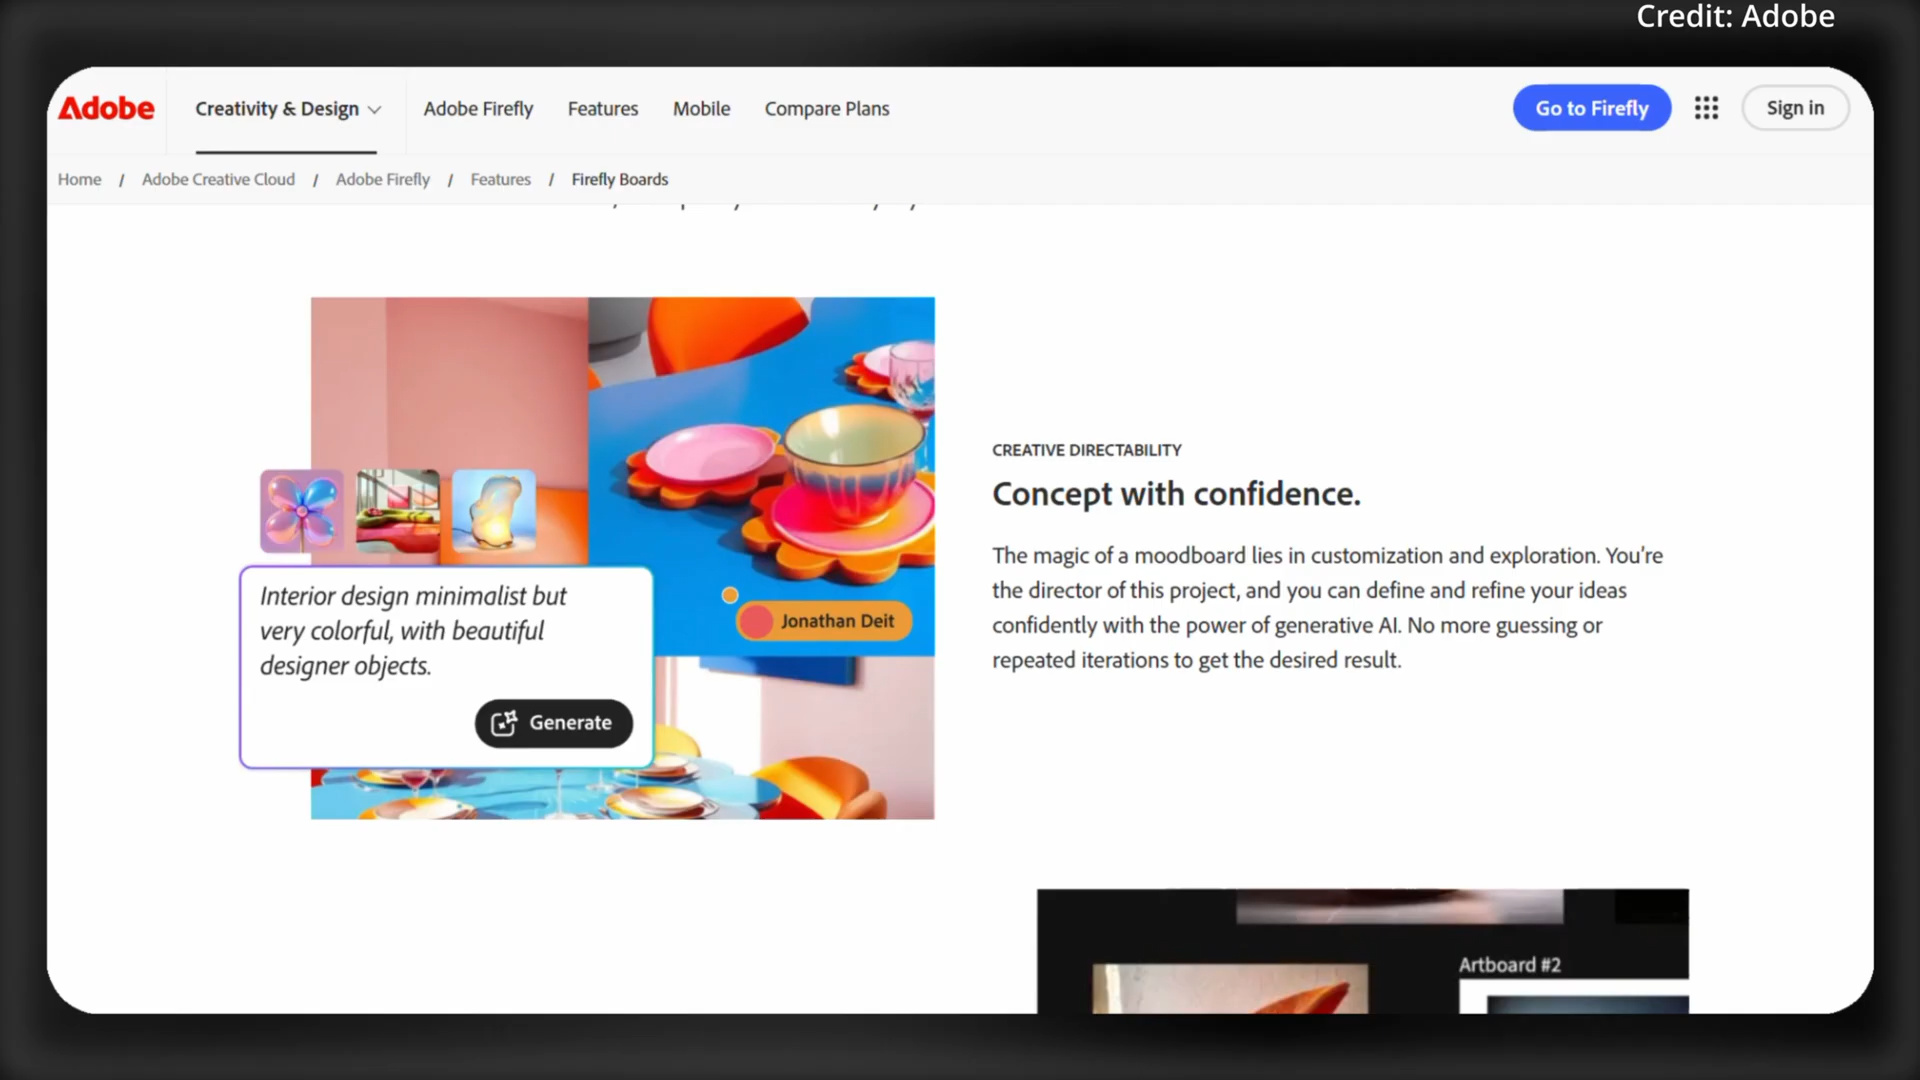 Credit: Adobe
Adobe
Creativity & Design
Adobe Firefly
Features
Mobile
Compare Plans
Go to Firefly
Sign in
Home / Adobe Creative Cloud / Adobe Firefly / Features / Firefly Boards
Interior design minimalist but
very colorful, with beautiful
designer objects.
Generate
Jonathan Deit
CREATIVE DIRECTABILITY
Concept with confidence.
The magic of a moodboard lies in customization and exploration. You're
the director of this project, and you can define and refine your ideas
confidently with the power of generative AI. No more guessing or
repeated iterations to get the desired result.
Artboard #2